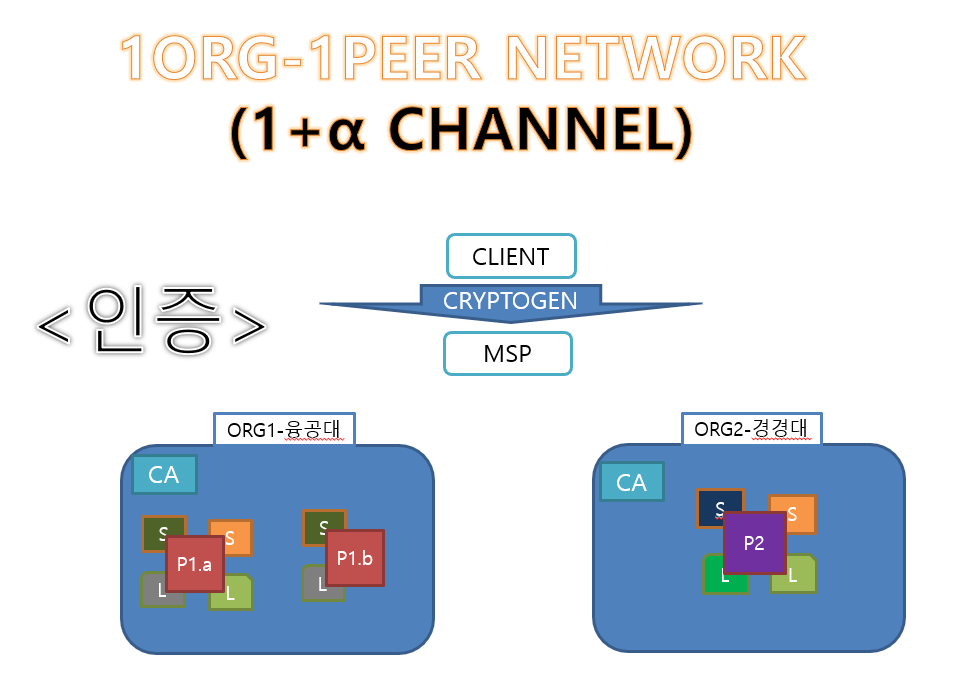 1ORG-1PEER NETWORK
(1+α CHANNEL)
CLIENT
<인증>
CRYPTOGEN
MSP
ORG1-융공대
ORG2-경경대
CA
S
S
P1.a
L
L
S
P1.b
L
CA
S
S
P2
L
L